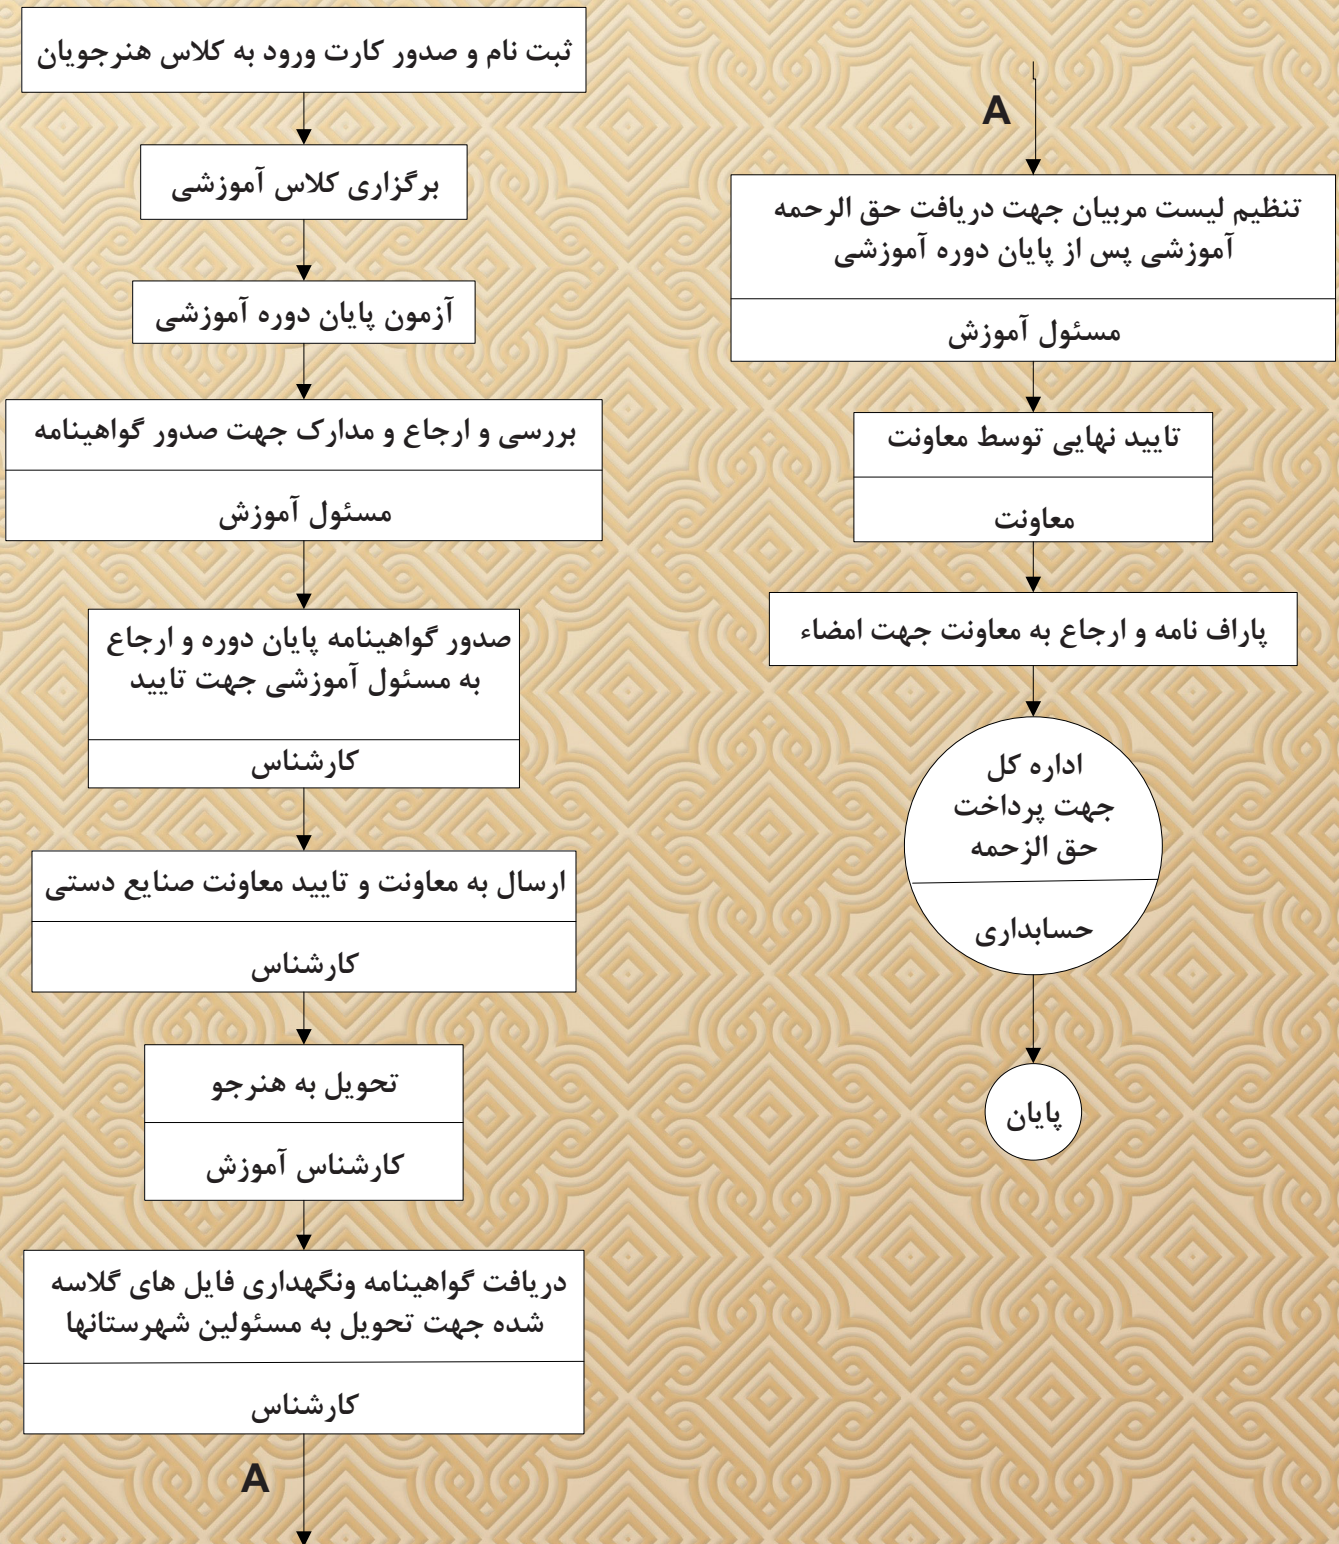 ثبت نام و صدور کارت ورود به کلاس هنرجویان
برگزاری کلاس آموزشی
آزمون پایان دوره آموزشی
بررسی و ارجاع و مدارک جهت صدور گواهینامه
مسئول آموزش
صدور گواهینامه پایان دوره و ارجاع
به مسئول آموزشی جهت تایید
کارشناس
ارسال به معاونت و تایید معاونت صنایع دستی
کارشناس
تحویل به هنرجو
کارشناس آموزش
دریافت گواهینامه ونگهداری فایل های گلاسه
شده جهت تحویل به مسئولین شهرستانها
کارشناس
A
A
تنظیم لیست مربیان جهت دریافت حق الرحمه
آموزشی پس از پایان دوره آموزشی
مسئول آموزش
تایید نهایی توسط معاونت
معاونت
پاراف نامه و ارجاع به معاونت جهت امضاء
اداره کل
جهت پرداخت
حق الزحمه
حسابداری
پایان